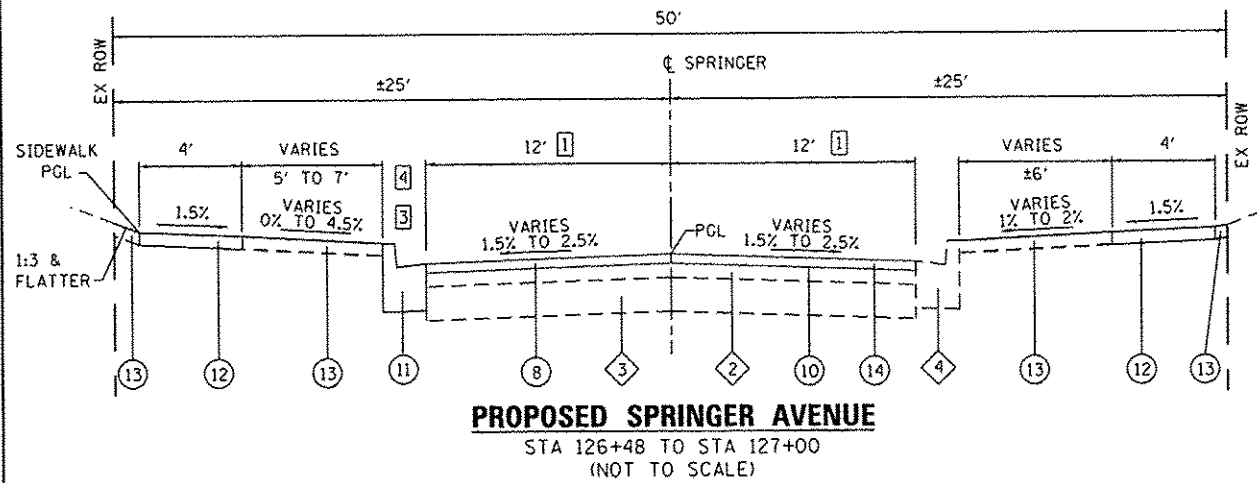 50'
EX ROW
℄ SPRINGER
EX ROW
±25'
±25'
SIDEWALK
PGL
4'
VARIES
5' TO 7'
4
3
12' 1
12' 1
VARIES
±6'
4'
1.5%
VARIES
0% TO 4.5%
VARIES
1.5% TO 2.5%
PGL
VARIES
1.5% TO 2.5%
VARIES
1% TO 2%
1.5%
1:3 &
FLATTER
13 12 13 11 8 3 2 10 14 4 13 12 13
PROPOSED SPRINGER AVENUE
STA 126+48 TO STA 127+00
(NOT TO SCALE)